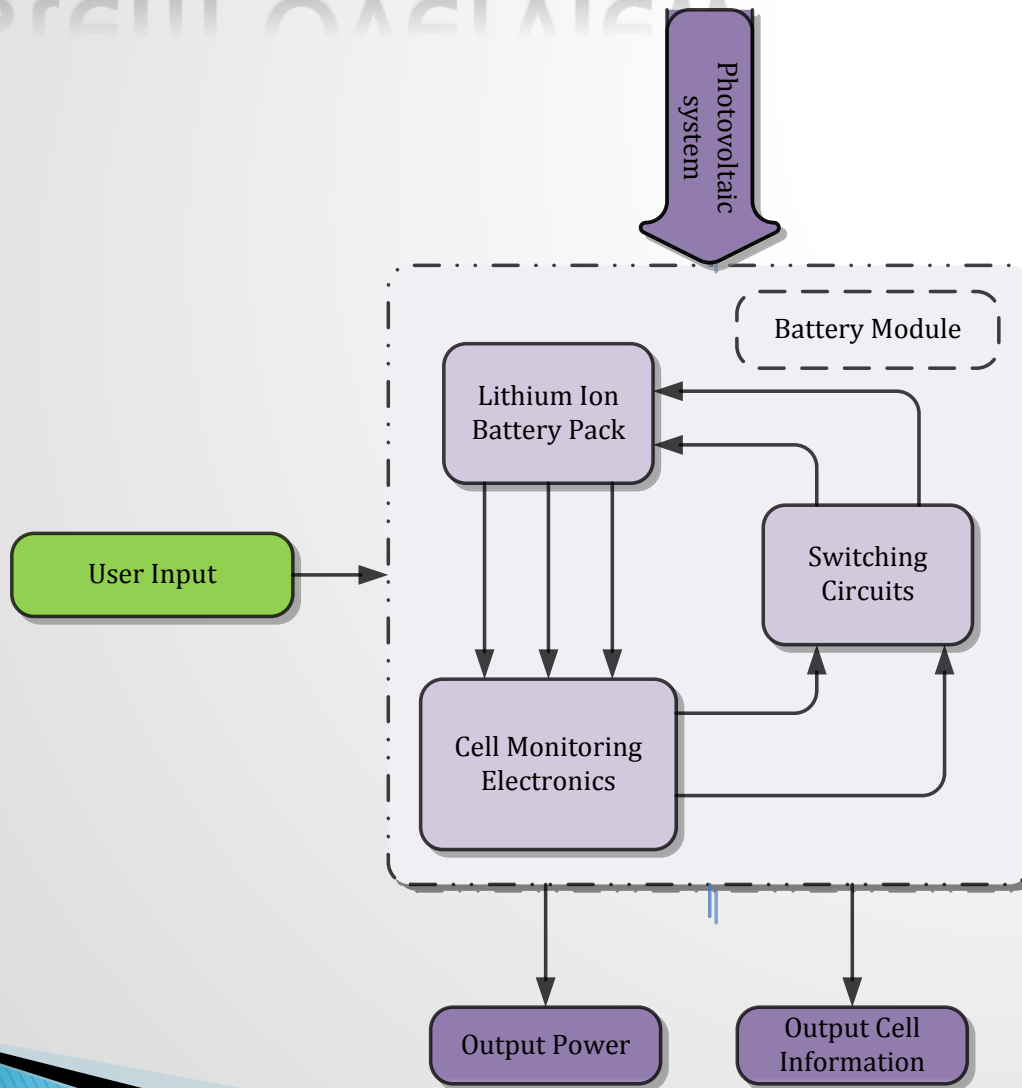 Photovoltaic
system
Battery Module
Lithium Ion
Battery Pack
Switching
Circuits
User Input
Cell Monitoring
Electronics
Output Power
Output Cell
Information